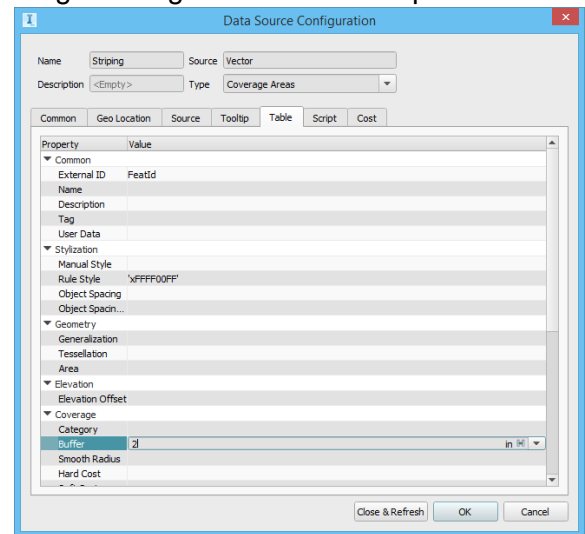 Data Source Configuration
Name Striping Source Vector
Description <Empty> Type Coverage Areas
Common Geo Location Source Tooltip Table Script Cost
Property Value
Common
External ID FeatId
Name
Description
Tag
User Data
Stylization
Manual Style
Rule Style 'xFFFF00FF'
Object Spacing
Object Spacin...
Geometry
Generalization
Tessellation
Area
Elevation
Elevation Offset
Coverage
Category
Buffer 2 in
Smooth Radius
Hard Cost
Close & Refresh OK Cancel